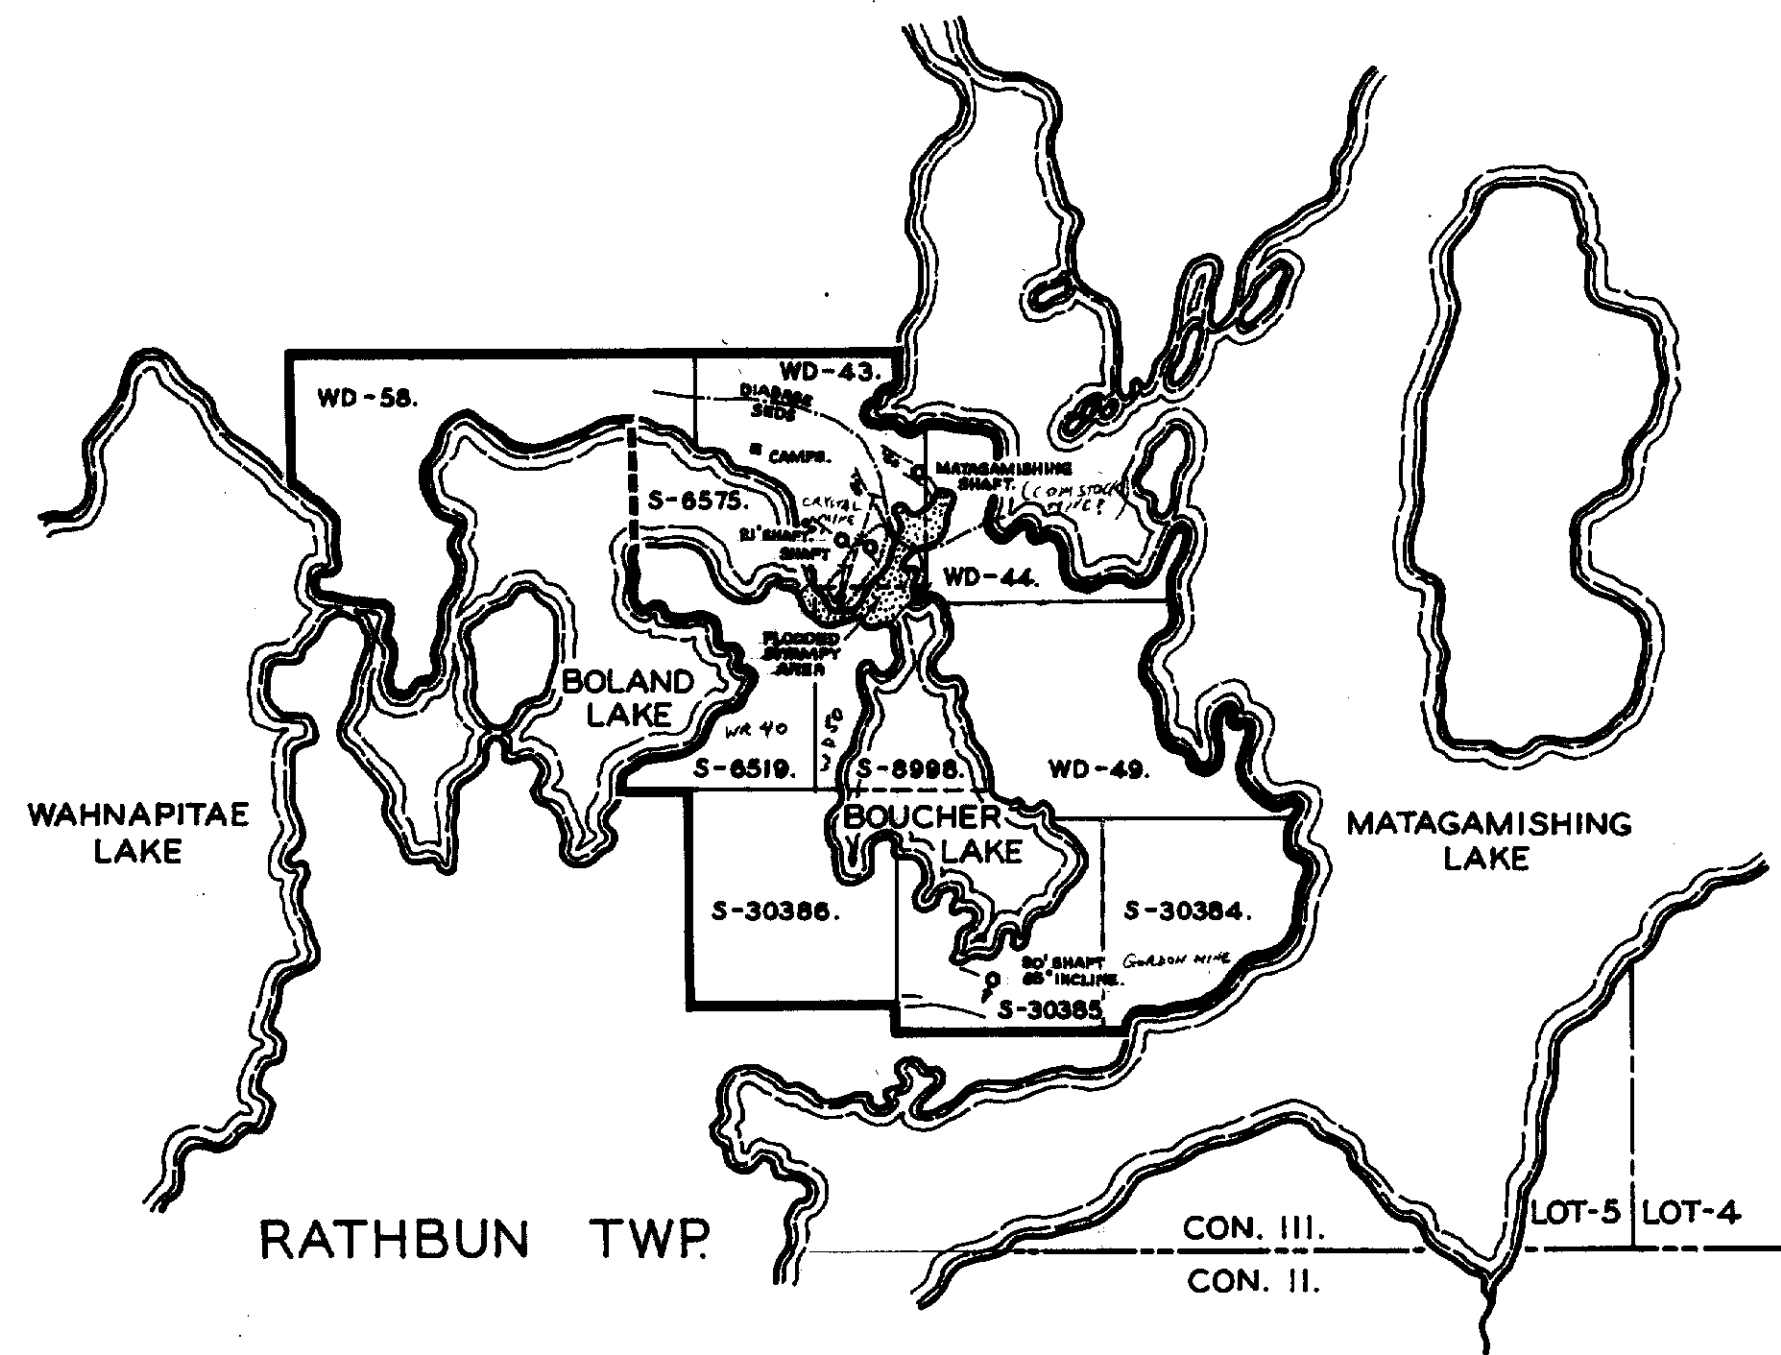 WD-43.
WD-58.
DIABASE
CAMPS.
MATAGAMISHING
SHAFT.
(COMSTOCK
MINE?)
S-6575.
CRYSTAL
MINE
SHAFT.
SHAFT
WD-44.
FLOODED
SWAMPY
AREA
BOLAND
LAKE
WR 40
S-6519.
S-8998.
WD-49.
WAHNAPITAE
LAKE
BOUCHER
LAKE
MATAGAMISHING
LAKE
S-30386.
S-30384.
SHAFT
INCLINE.
GORDON MINE
S-30385
LOT-5
LOT-4
RATHBUN TWP.
CON. III.
CON. II.